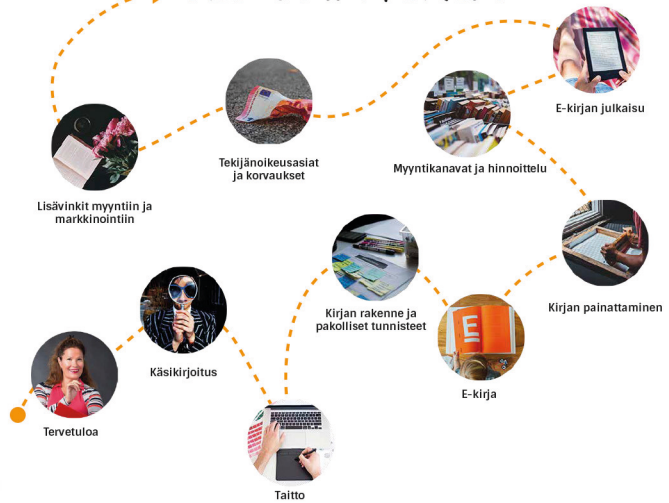 E-kirjan julkaisu
Tekijänoikeusasiat
ja korvaukset
Myyntikanavat ja hinnoittelu
Lisävinkit myyntiin ja
markkinointiin
Kirjan rakenne ja
pakolliset tunnisteet
Kirjan painattaminen
Käsikirjoitus
E
E-kirja
Tervetuloa
Taitto